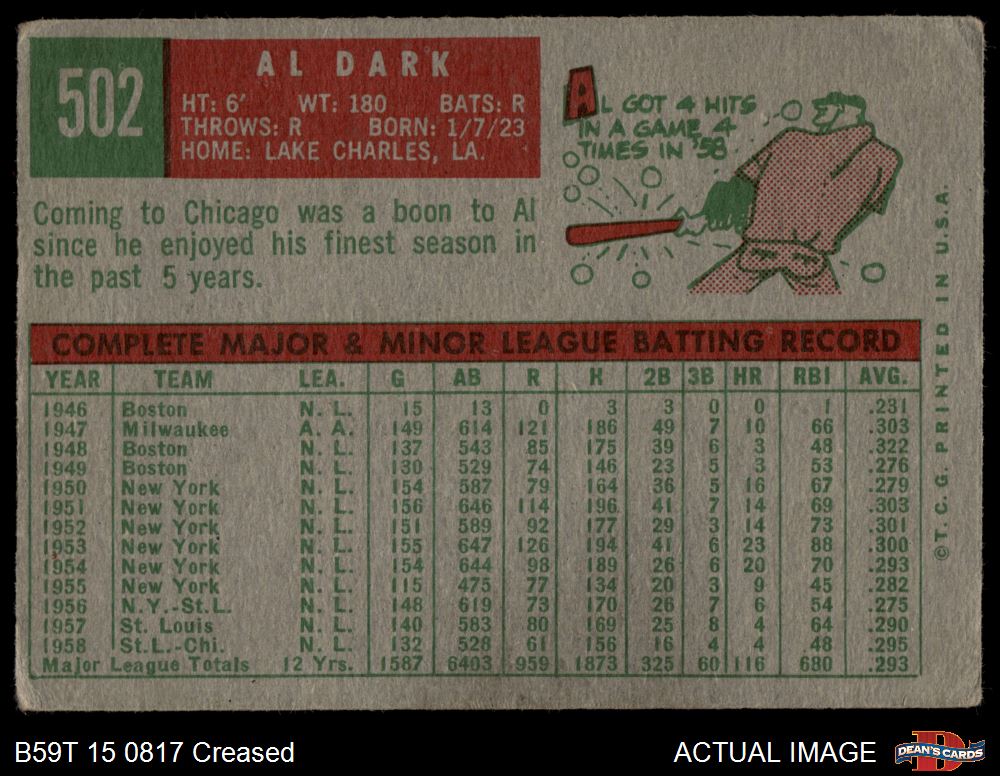 502
AL DARK
HT: 6' WT: 180 BATS: R
THROWS: R BORN: 1/7/23
HOME: LAKE CHARLES, LA.
AL GOT 4 HITS
IN A GAME 4
TIMES IN '58
Coming to Chicago was a boon to Al
since he enjoyed his finest season in
the past 5 years.
COMPLETE MAJOR & MINOR LEAGUE BATTING RECORD
YEAR TEAM LEA. G AB R H 2B 3B HR RBI AVG.
1946 Boston N. L. 15 13 0 3 3 0 0 1 .231
1947 Milwaukee A. A. 149 614 121 186 49 7 10 66 .303
1948 Boston N. L. 137 543 85 175 39 6 3 48 .322
1949 Boston N. L. 130 529 74 146 23 5 3 53 .276
1950 New York N. L. 154 587 79 164 36 5 16 67 .279
1951 New York N. L. 156 646 114 196 41 7 14 69 .303
1952 New York N. L. 151 589 92 177 29 3 14 73 .301
1953 New York N. L. 155 647 126 194 41 6 23 88 .300
1954 New York N. L. 154 644 98 189 26 6 20 70 .293
1955 New York N. L. 115 475 77 134 20 3 9 45 .282
1956 N.Y.-St.L. N. L. 148 619 73 170 26 7 6 54 .275
1957 St. Louis N. L. 140 583 80 169 25 8 4 64 .290
1958 St.L.-Chi. N. L. 132 528 61 156 16 4 4 48 .295
Major League Totals 12 Yrs. 1587 6403 959 1873 325 60 116 680 .293
©T.C.G. PRINTED IN U.S.A.
B59T 15 0817 Creased
ACTUAL IMAGE
D
DEAN'S CARDS